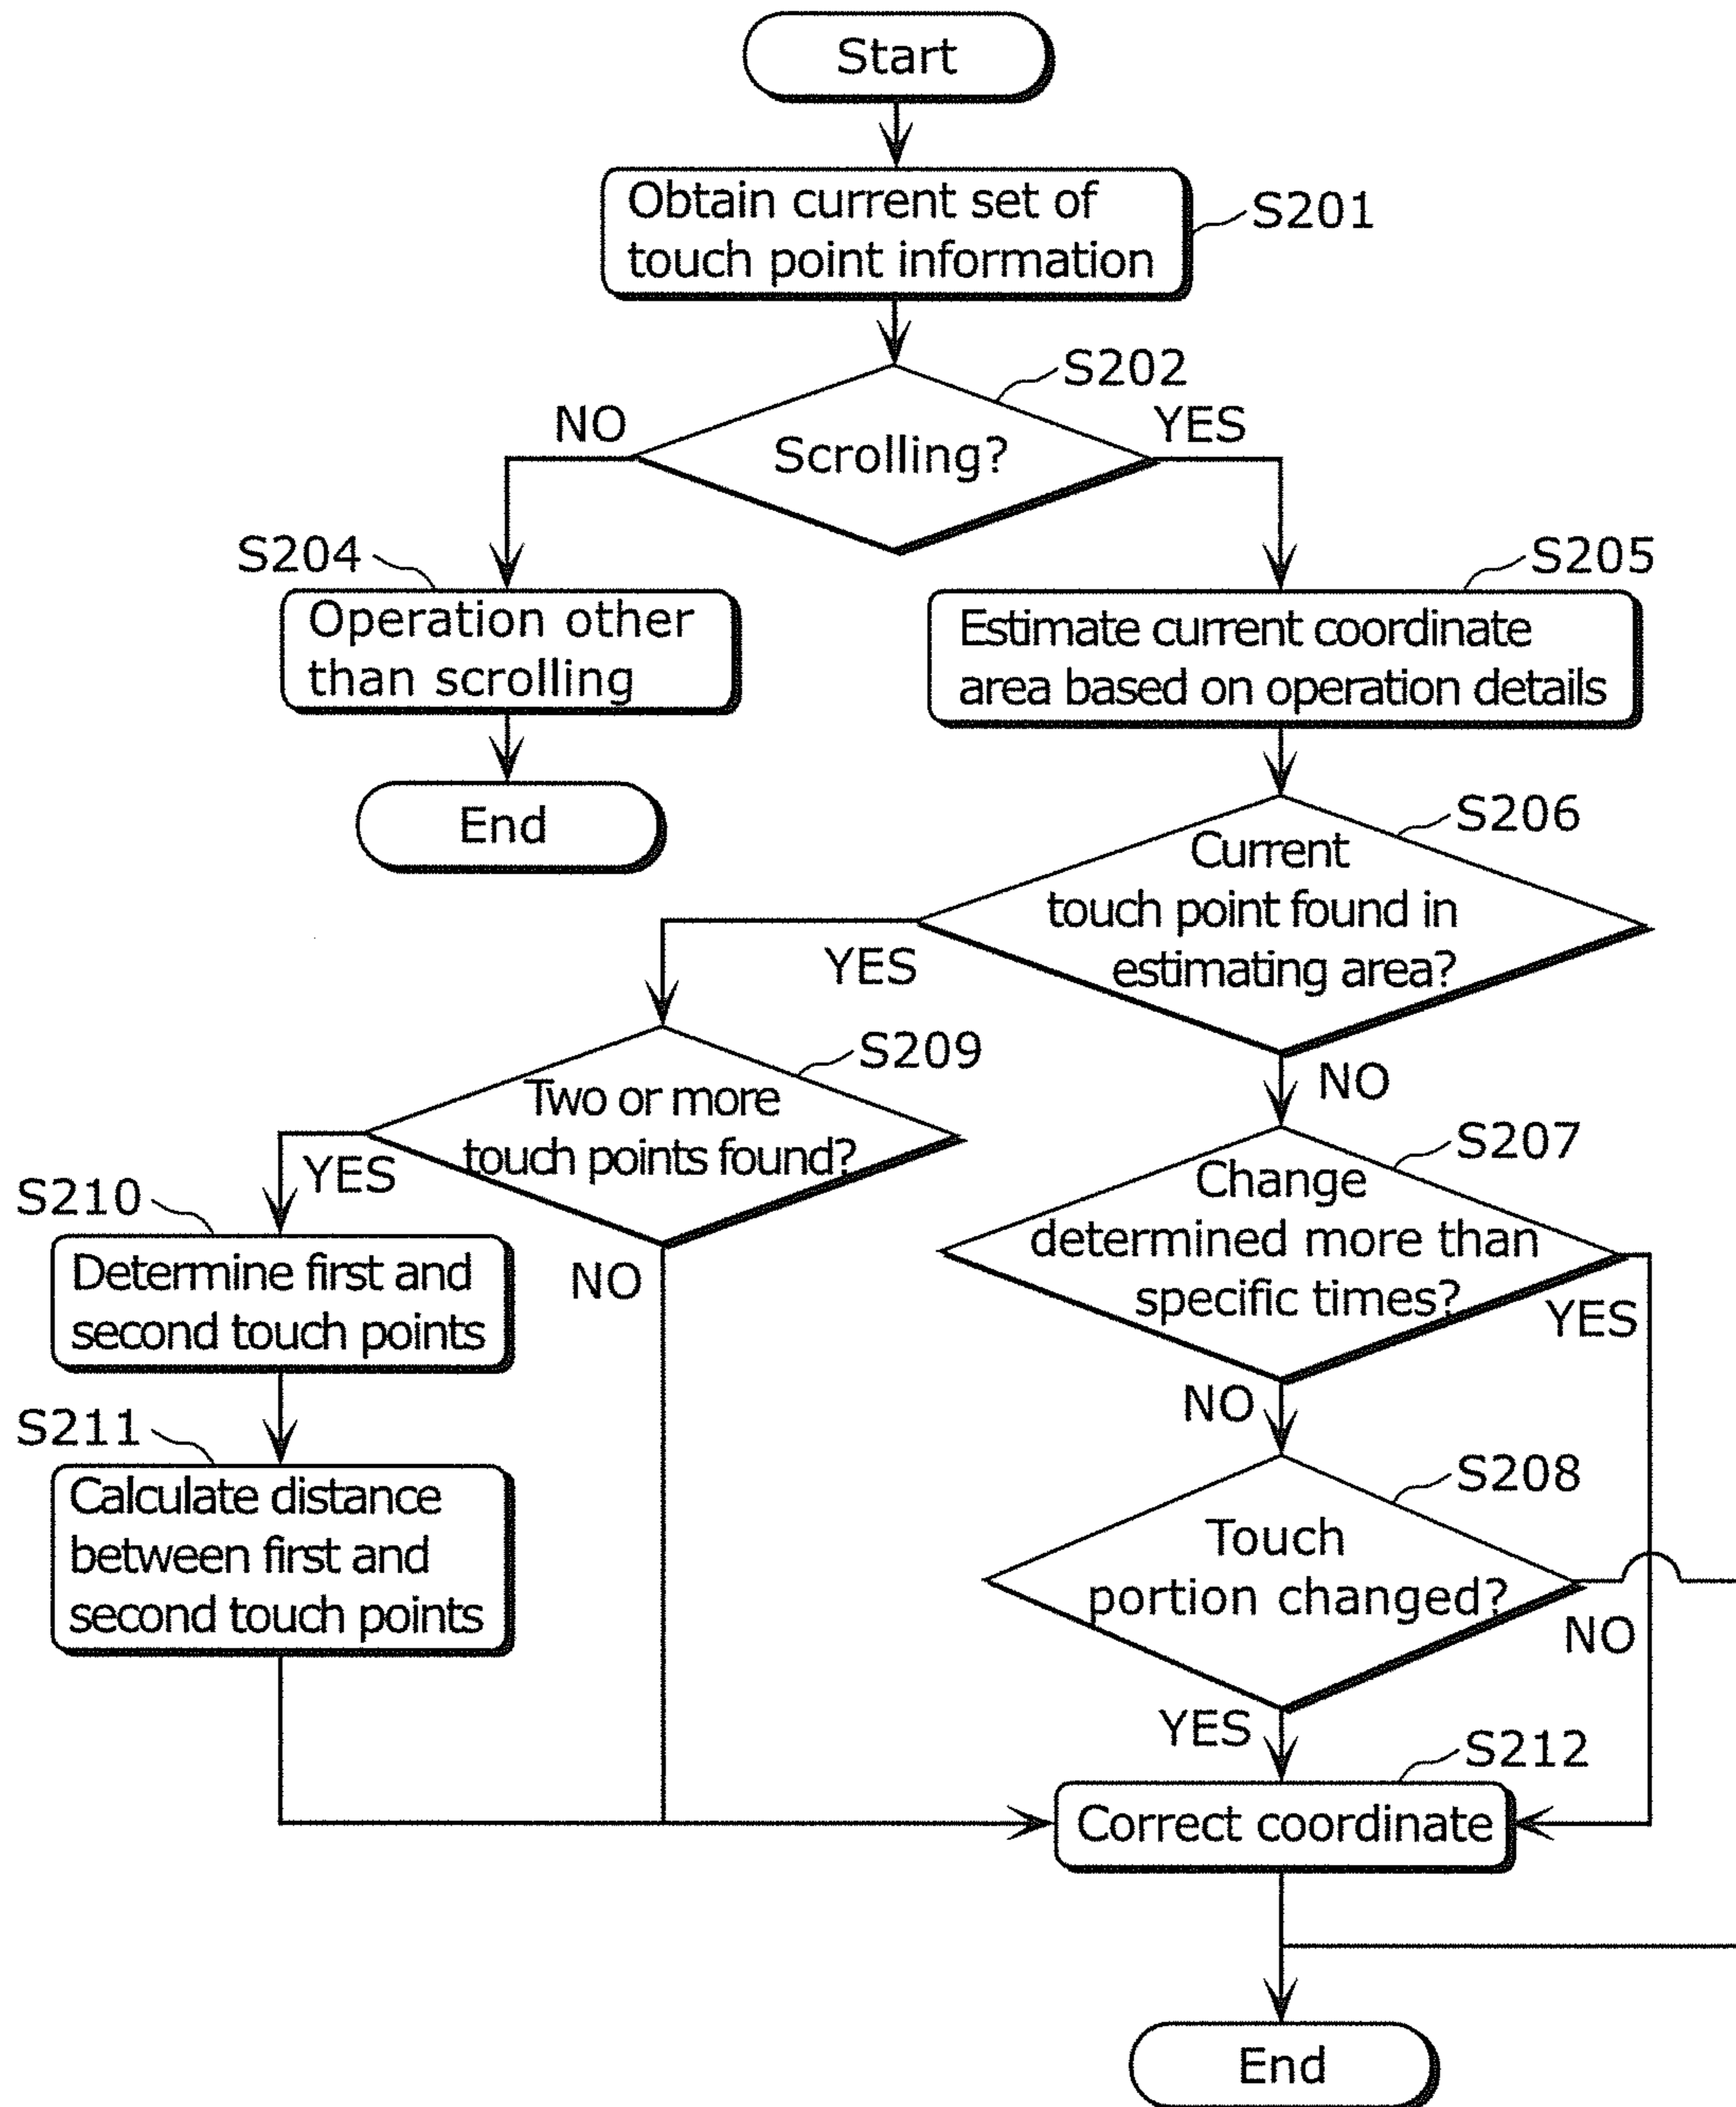 Start
Obtain current set of
touch point information
S201
S202
NO
Scrolling?
YES
S204
Operation other
than scrolling
End
S205
Estimate current coordinate
area based on operation details
S206
Current
touch point found in
estimating area?
YES
NO
S209
Two or more
touch points found?
YES
NO
S210
Determine first and
second touch points
S211
Calculate distance
between first and
second touch points
S207
Change
determined more than
specific times?
YES
NO
S208
Touch
portion changed?
NO
YES
S212
Correct coordinate
End